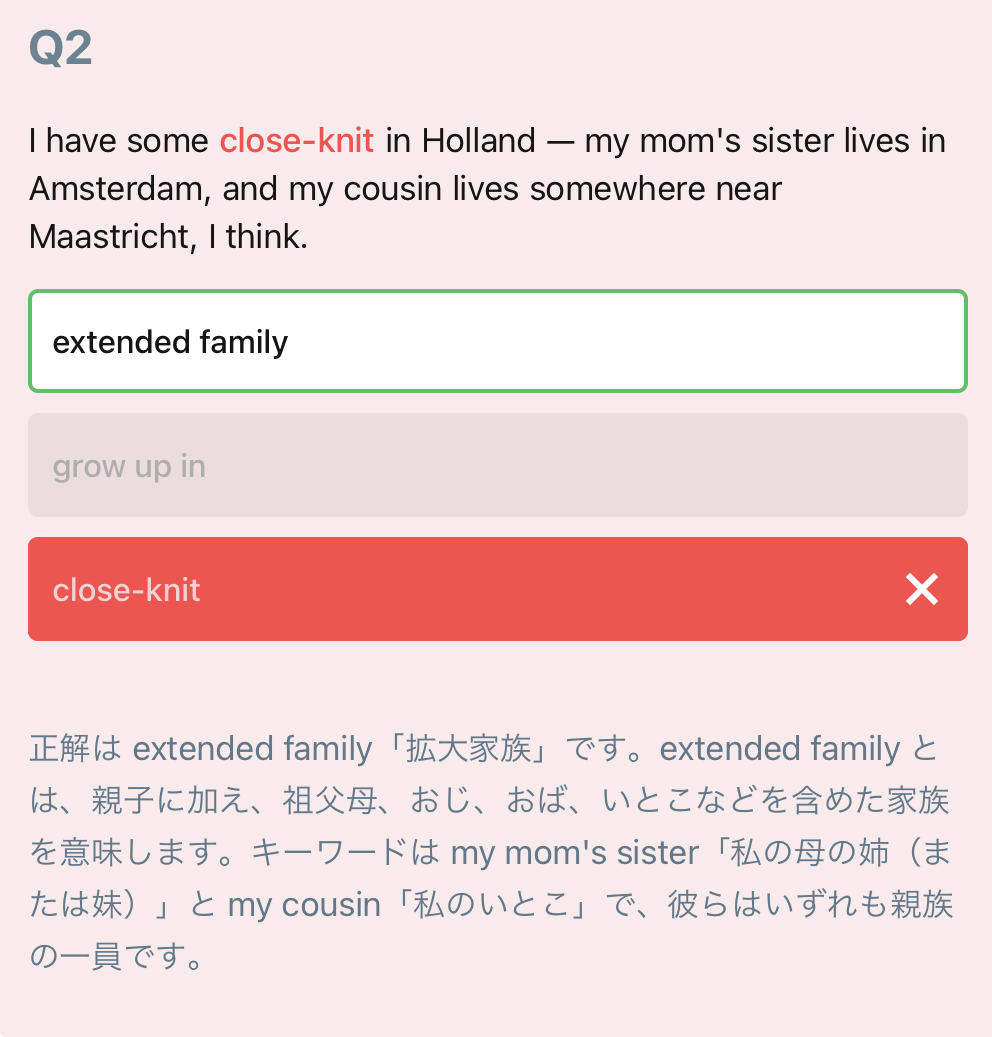 Q2
I have some close-knit in Holland — my mom's sister lives in
Amsterdam, and my cousin lives somewhere near
Maastricht, I think.
extended family
grow up in
close-knit
正解は extended family「拡大家族」です。extended family と
は、親子に加え、祖父母、おじ、おば、いとこなどを含めた家族
を意味します。キーワードは my mom's sister「私の母の姉（ま
たは妹）」と my cousin「私のいとこ」で、彼らはいずれも親族
の一員です。